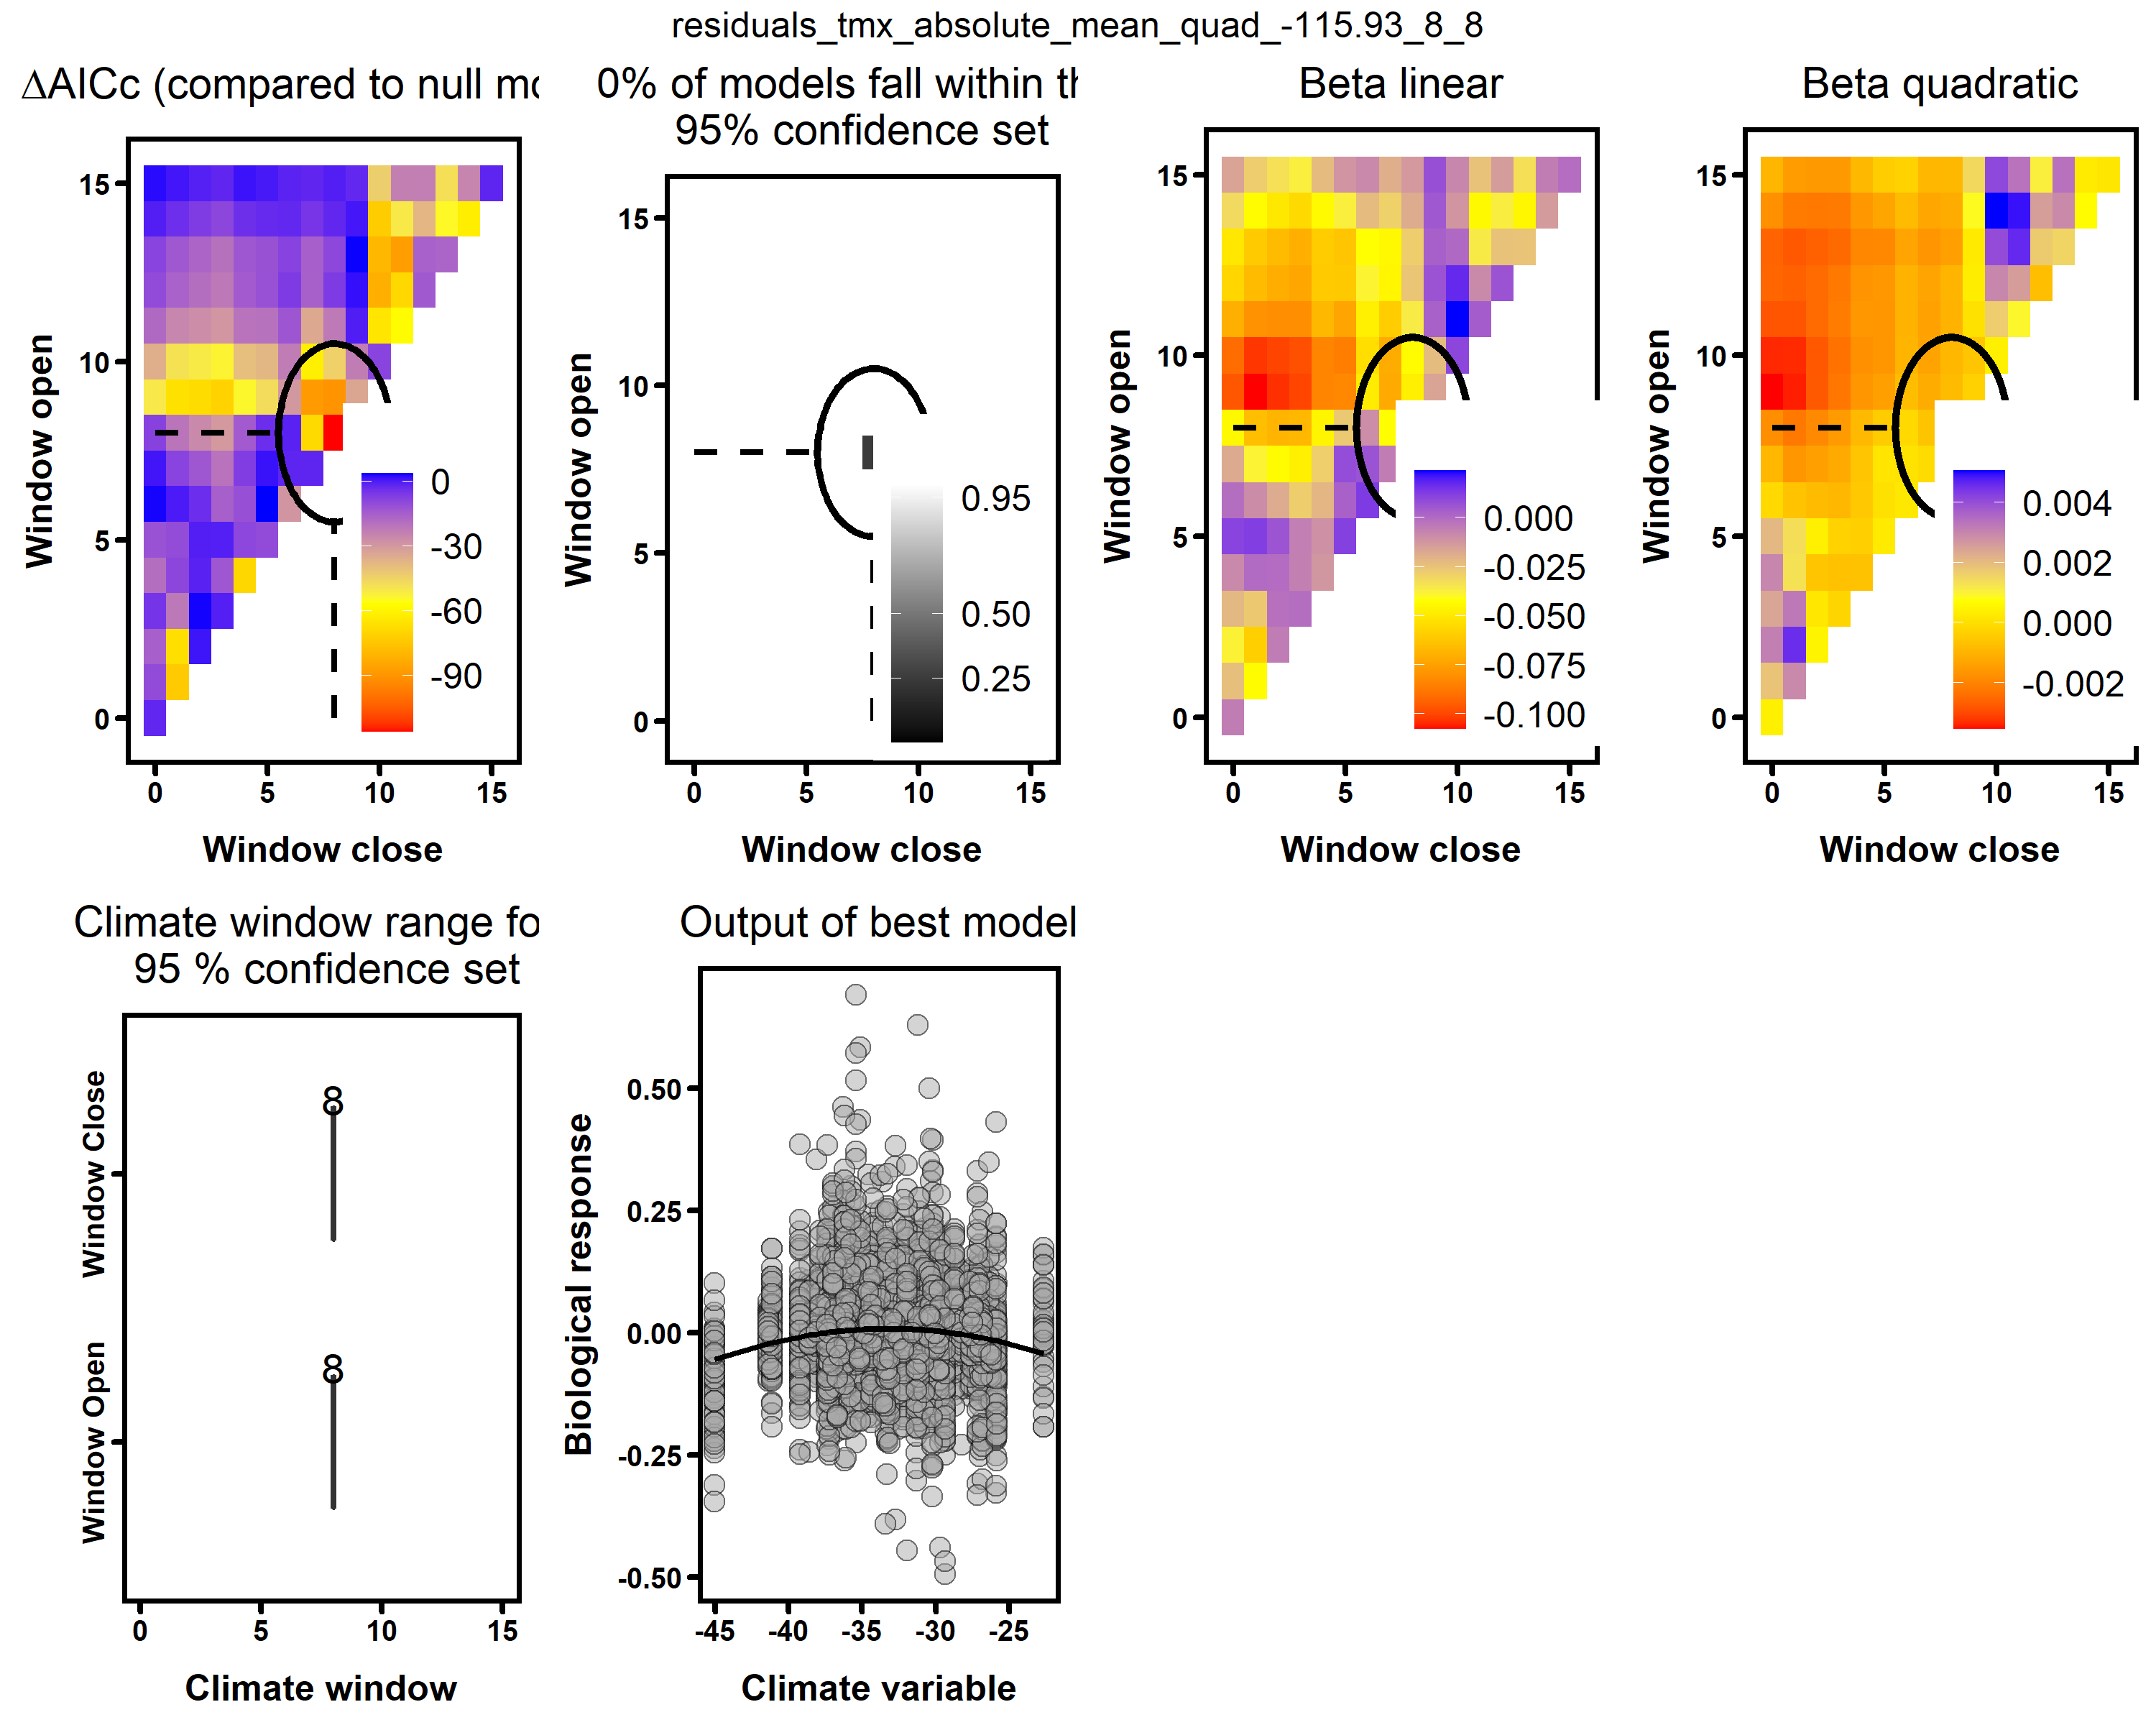 residuals_tmx_absolute_mean_quad_-115.93_8_8
ΔAICc (compared to null mo
15
10
5
0
0
5
10
15
Window open
Window close
0
-30
-60
-90
0% of models fall within th
95% confidence set
15
10
5
0
0
5
10
15
Window open
Window close
0.95
0.50
0.25
Beta linear
15
10
5
0
0
5
10
15
Window open
Window close
0.000
-0.025
-0.050
-0.075
-0.100
Beta quadratic
15
10
5
0
0
5
10
15
Window open
Window close
0.004
0.002
0.000
-0.002
Climate window range fo
95 % confidence set
Window Close
Window Open
8
8
0
5
10
15
Climate window
Output of best model
Biological response
0.50
0.25
0.00
-0.25
-0.50
-45
-40
-35
-30
-25
Climate variable